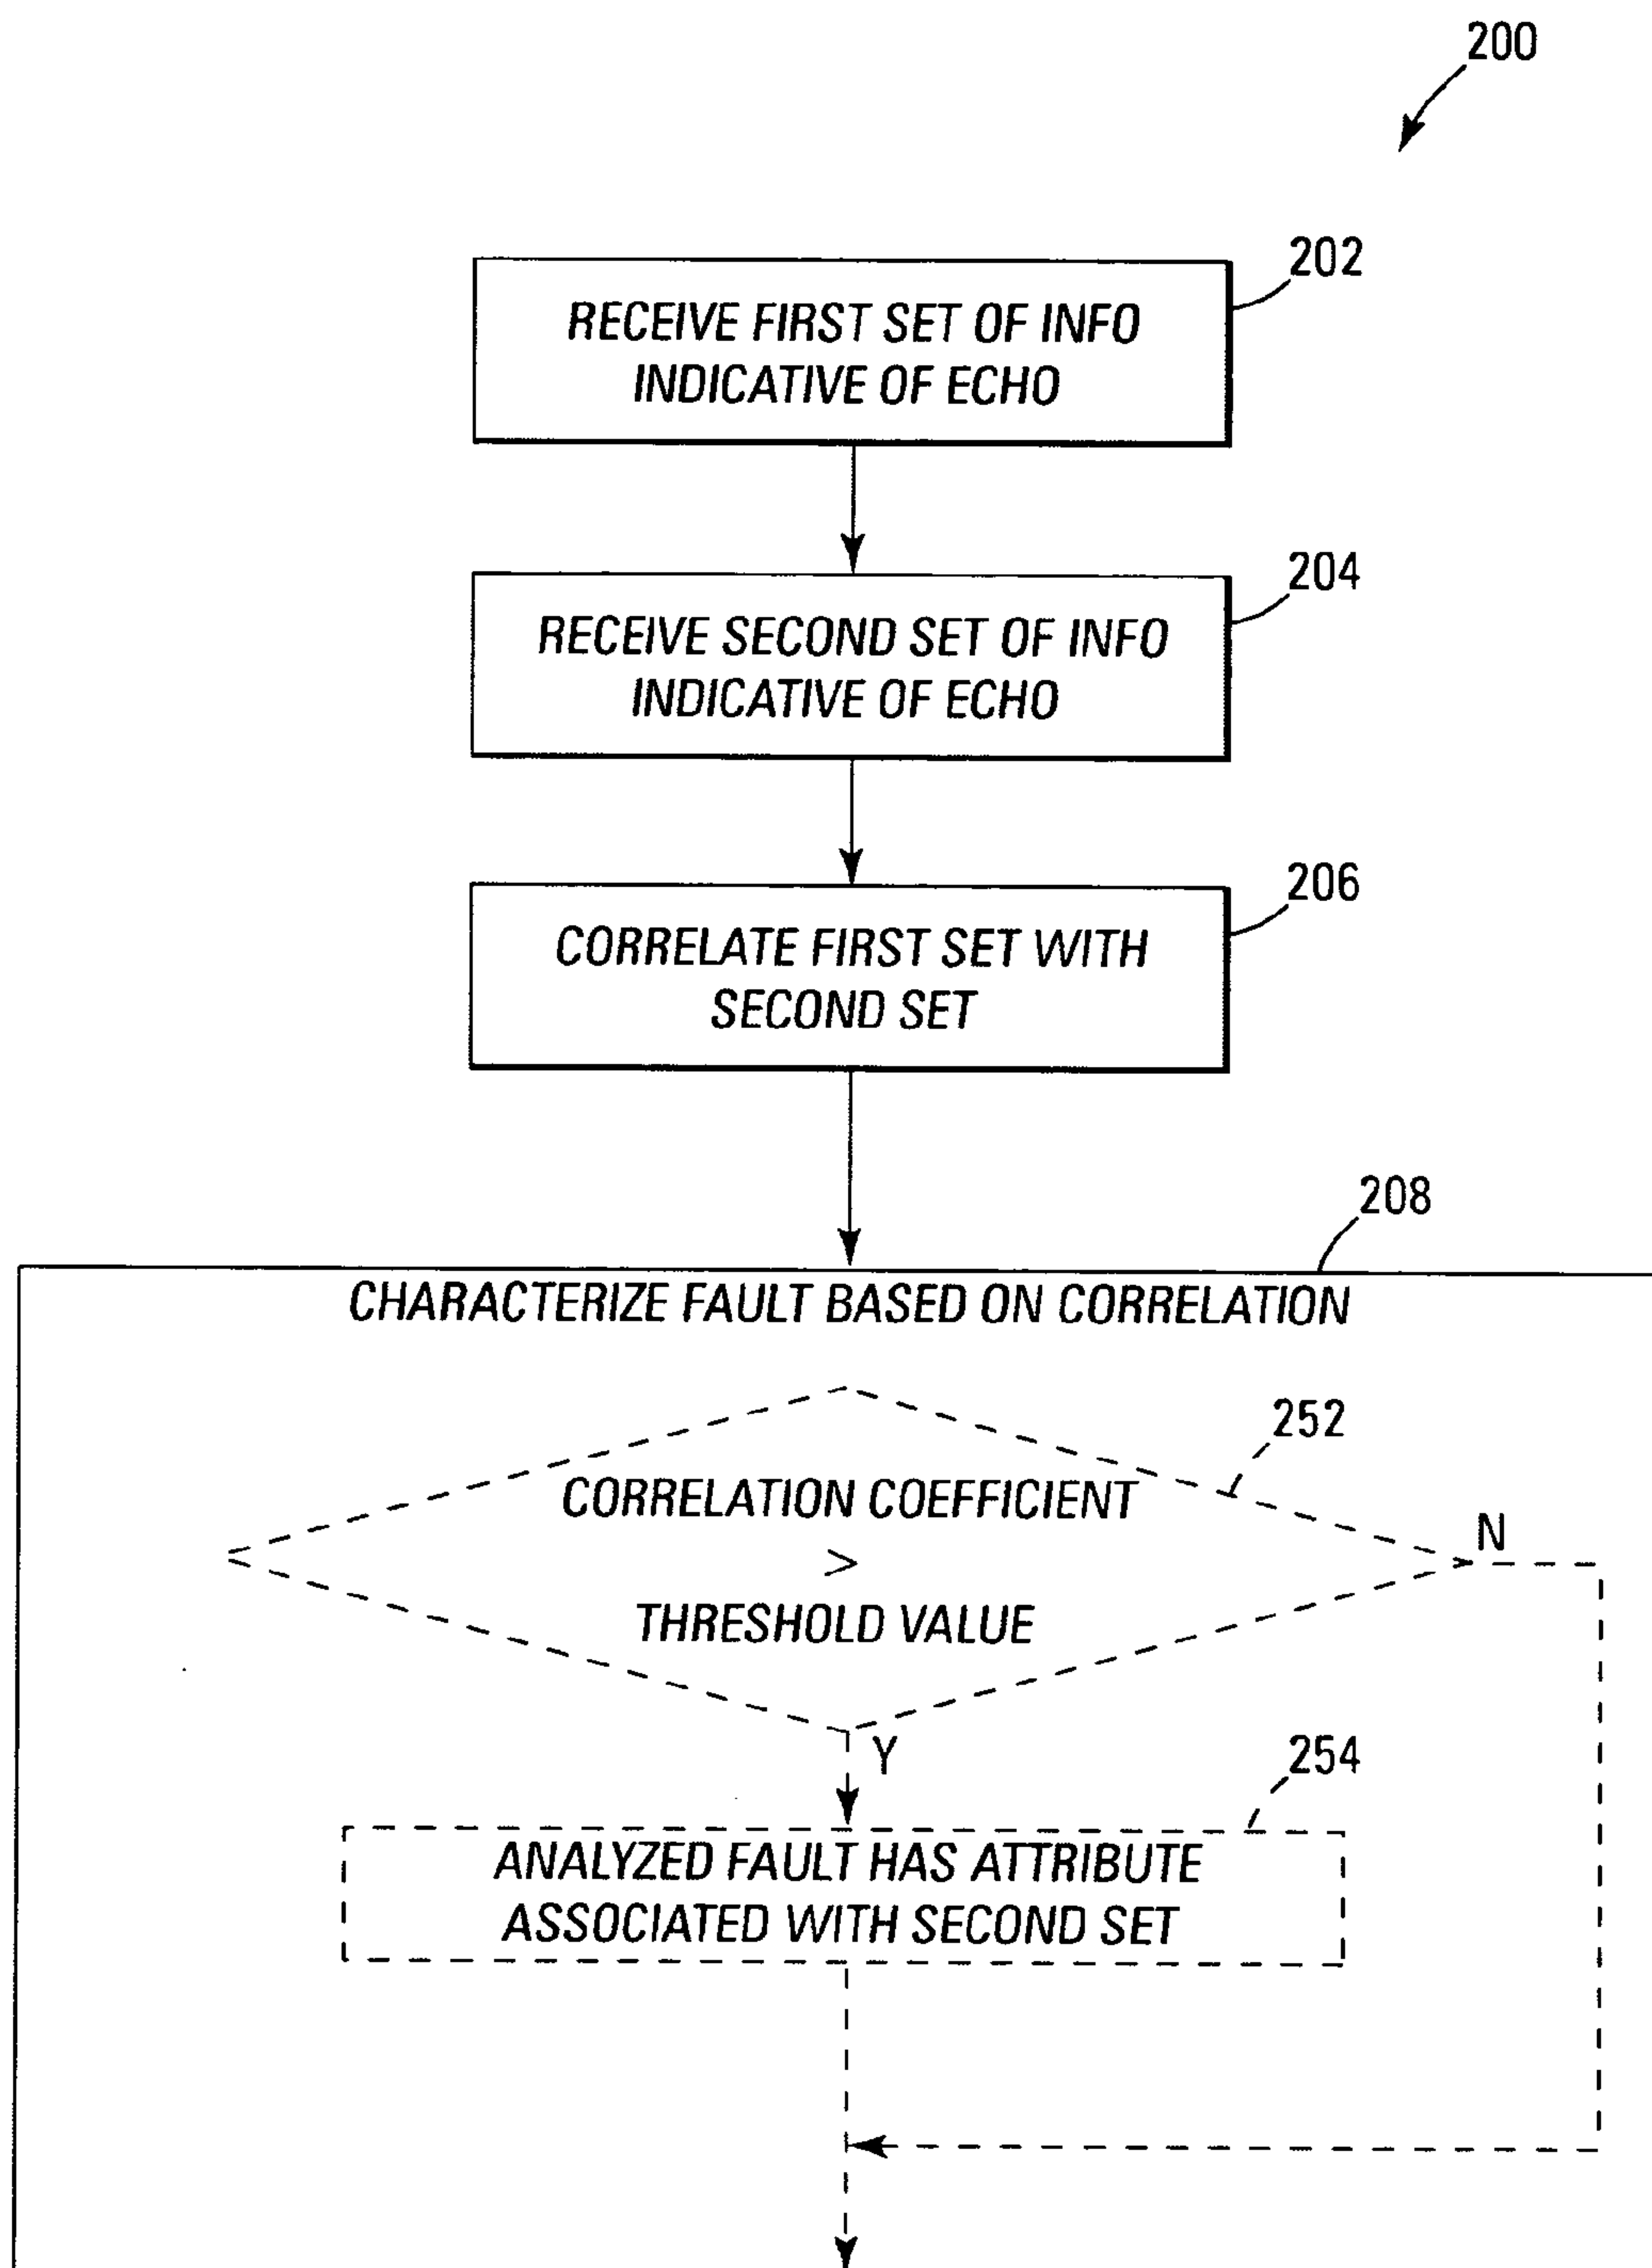 200
202
RECEIVE FIRST SET OF INFO
INDICATIVE OF ECHO
204
RECEIVE SECOND SET OF INFO
INDICATIVE OF ECHO
206
CORRELATE FIRST SET WITH
SECOND SET
208
CHARACTERIZE FAULT BASED ON CORRELATION
252
CORRELATION COEFFICIENT
>
THRESHOLD VALUE
N
Y
254
ANALYZED FAULT HAS ATTRIBUTE
ASSOCIATED WITH SECOND SET